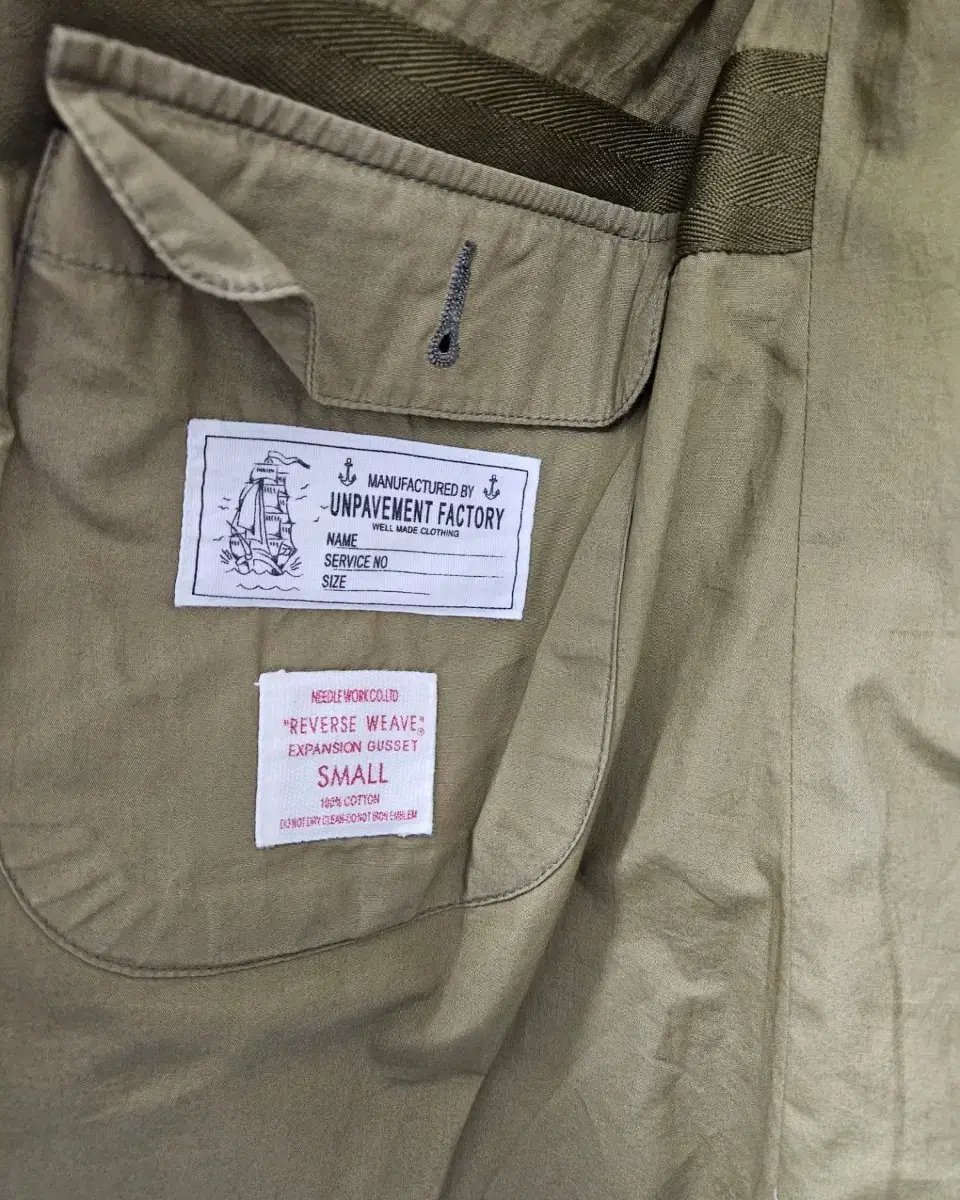 MANUFACTURED BY
UNPAVEMENT FACTORY
WELL MADE CLOTHING
NAME
SERVICE NO
SIZE
NEEDLE WORK CO.LTD
"REVERSE WEAVE"®
EXPANSION GUSSET
SMALL
100% COTTON
DO NOT DRY CLEAN-DO NOT IRON EMBLEM